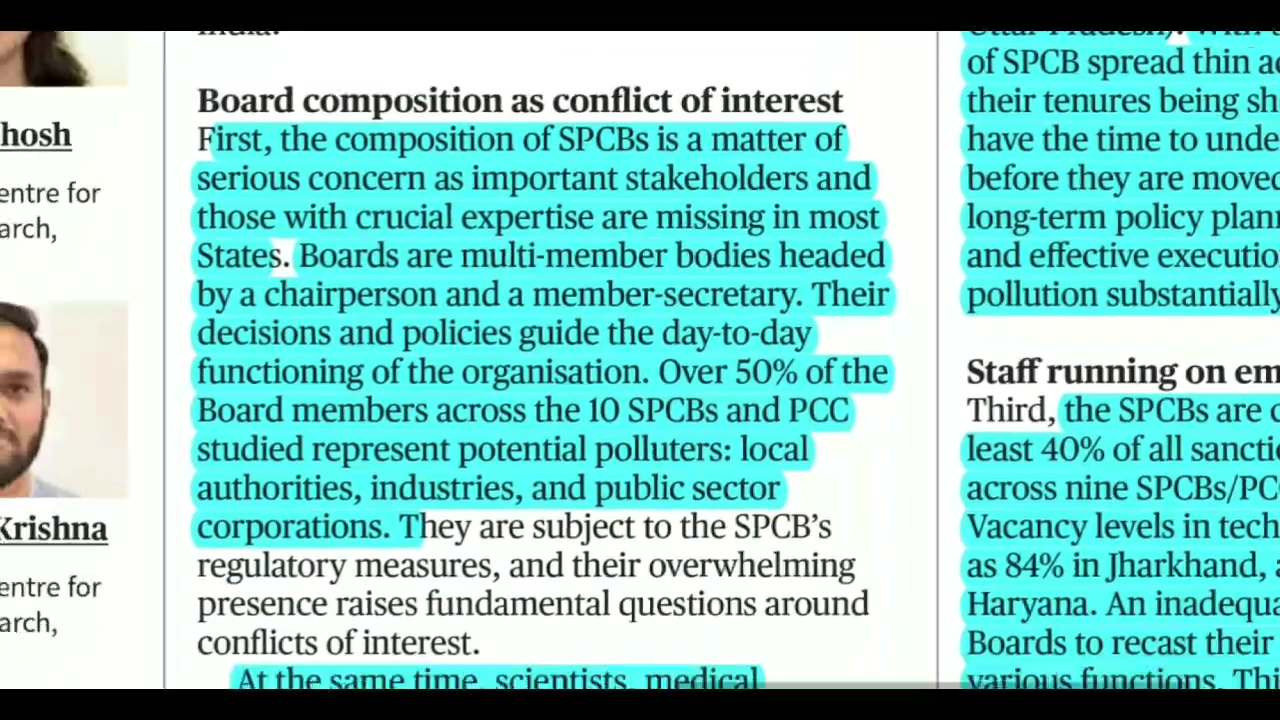 hosh
entre for
arch,
Krishna
entre for
arch,
India.
Board composition as conflict of interest
First, the composition of SPCBs is a matter of
serious concern as important stakeholders and
those with crucial expertise are missing in most
States. Boards are multi-member bodies headed
by a chairperson and a member-secretary. Their
decisions and policies guide the day-to-day
functioning of the organisation. Over 50% of the
Board members across the 10 SPCBs and PCC
studied represent potential polluters: local
authorities, industries, and public sector
corporations. They are subject to the SPCB's
regulatory measures, and their overwhelming
presence raises fundamental questions around
conflicts of interest.
At the same time, scientists, medical
Uttar Pradesh). With
of SPCB spread thin
their tenures being sh
have the time to unde
before they are moved
long-term policy plann
and effective executio
pollution substantially
Staff running on em
Third, the SPCBs are
least 40% of all sancti
across nine SPCBs/PC
Vacancy levels in tech
as 84% in Jharkhand,
Haryana. An inadequa
Boards to recast their
various functions. Thi